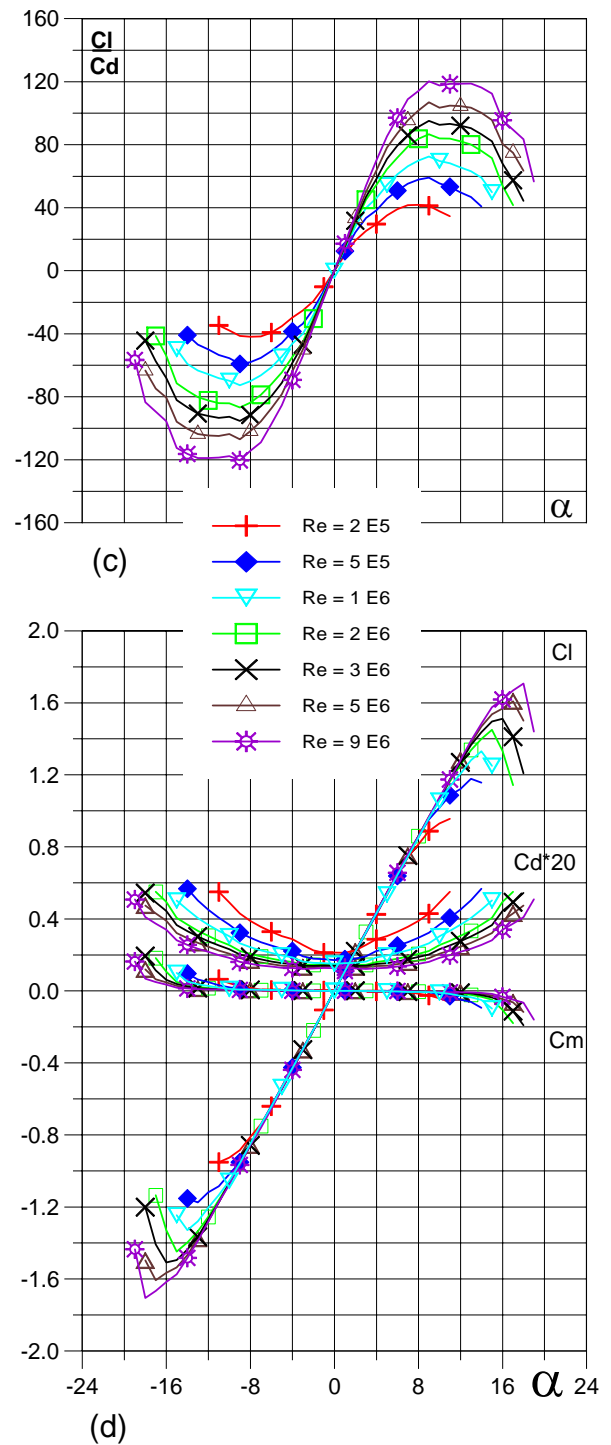 160
Cl
Cd
120
80
40
0
-40
-80
-120
-160
α
(c)
Re = 2 E5
Re = 5 E5
Re = 1 E6
Re = 2 E6
Re = 3 E6
Re = 5 E6
Re = 9 E6
2.0
Cl
1.6
1.2
0.8
Cd*20
0.4
0.0
Cm
-0.4
-0.8
-1.2
-1.6
-2.0
-24 -16 -8 0 8 α 16 24
(d)